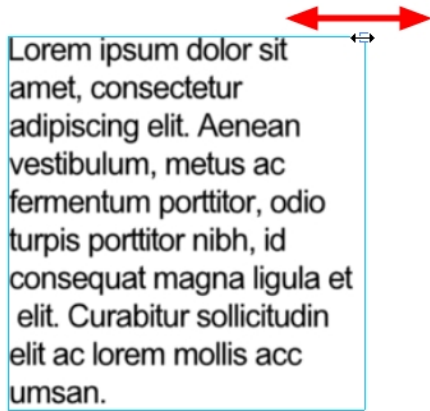 Lorem ipsum dolor sit
amet, consectetur
adipiscing elit. Aenean
vestibulum, metus ac
fermentum porttitor, odio
turpis porttitor nibh, id
consequat magna ligula et
elit. Curabitur sollicitudin
elit ac lorem mollis acc
umsan.